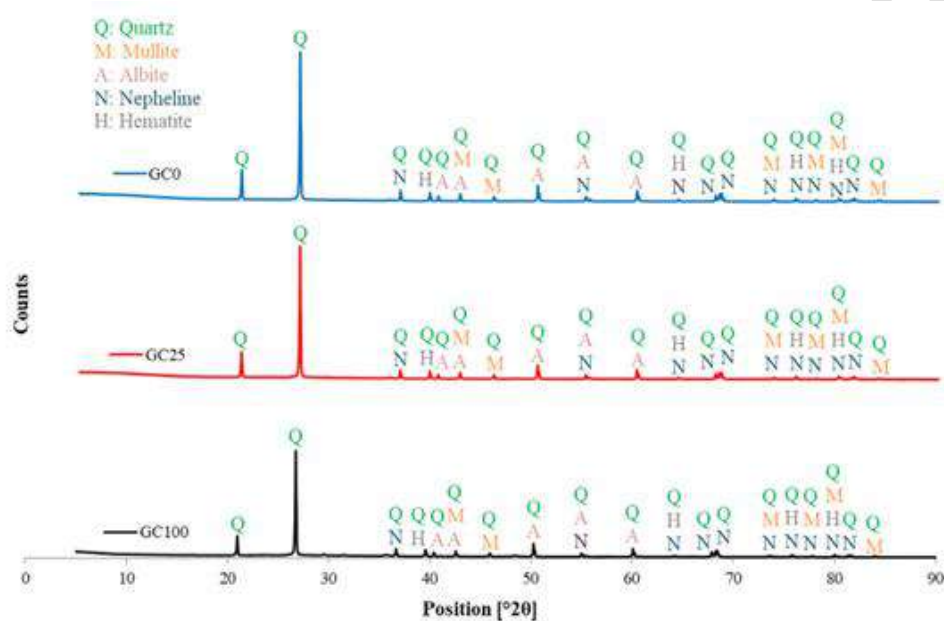 Q
Q: Quartz
M: Mullite
A: Albite
N: Nepheline
H: Hematite
Q
Q Q Q Q Q Q M
Q Q Q Q M Q Q A Q H Q Q M H M H Q Q
GC0
N H A A M A N A N N N N N N N N M
Q
Q
Q Q Q Q Q Q M
Q Q Q Q M Q Q A Q H Q Q M H M H Q Q
GC25
N H A A M A N A N N N N N N N N M
Q
Q
Q Q Q Q Q Q M
Q Q Q Q M Q Q A Q H Q Q M H M H Q Q
GC100
N H A A M A N A N N N N N N N N M
Counts
0 10 20 30 40 50 60 70 80 90
Position [°2θ]